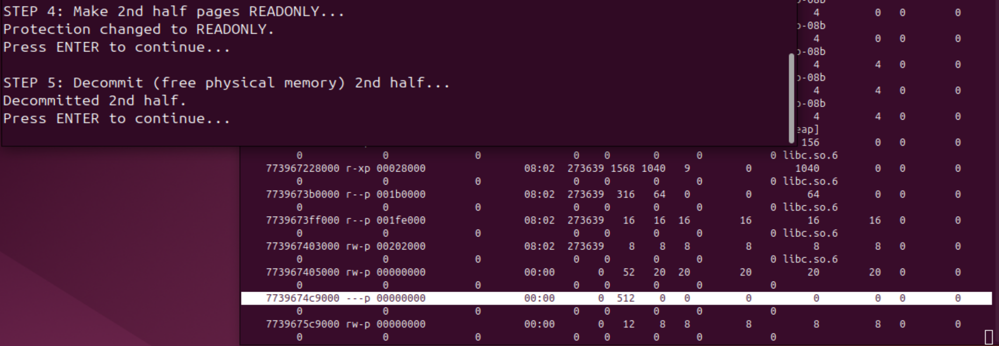 STEP 4: Make 2nd half pages READONLY...
Protection changed to READONLY.
Press ENTER to continue...
STEP 5: Decommit (free physical memory) 2nd half...
Decommitted 2nd half.
Press ENTER to continue...
4 0 0 0
-08b
4 0 0 0
-08b
4 4 0 0
-08b
4 4 0 0
-08b
4 4 0 0
eap]
156 0 0 0
0 0 0 0 0 0 0 0 libc.so.6
773967228000 r-xp 00028000 08:02 273639 1568 1040 9 0 1040 0 0 0
0 0 0 0 0 0 0 0 libc.so.6
7739673b0000 r--p 001b0000 08:02 273639 316 64 0 0 64 0 0 0
0 0 0 0 0 0 0 0 libc.so.6
7739673ff000 r--p 001fe000 08:02 273639 16 16 16 16 16 16 0 0
0 0 0 0 0 0 0 0 libc.so.6
773967403000 rw-p 00202000 08:02 273639 8 8 8 8 8 8 0 0
0 0 0 0 0 0 0 0 libc.so.6
773967405000 rw-p 00000000 00:00 0 52 20 20 20 20 20 0 0
0 0 0 0 0 0 0 0
7739674c9000 ---p 00000000 00:00 0 512 0 0 0 0 0 0 0
0 0 0 0 0 0 0 0
7739675c9000 rw-p 00000000 00:00 0 12 8 8 8 8 8 0 0
0 0 0 0 0 0 0 0